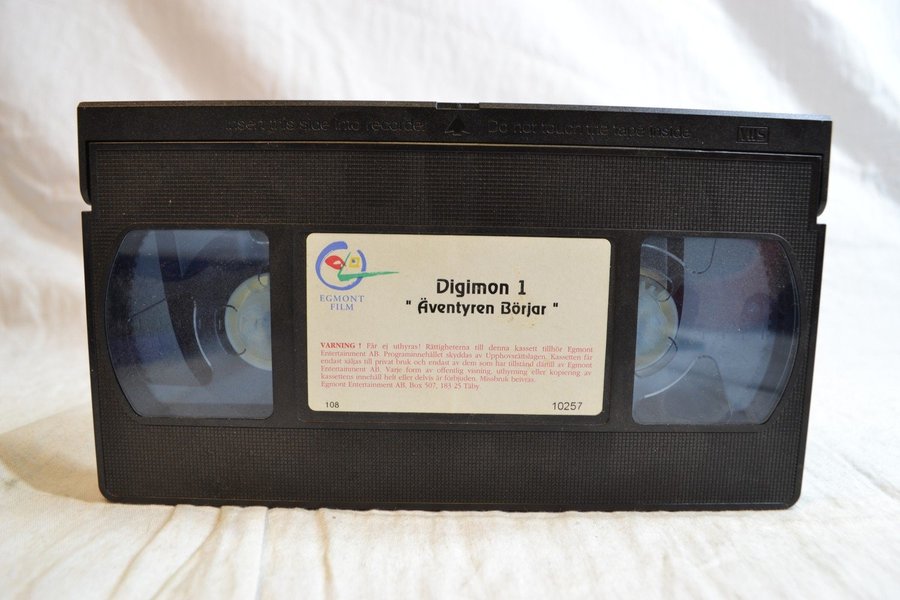 Insert this side into recorder Do not touch the tape inside VHS
EGMONT
FILM
Digimon 1
" Äventyren Börjar "
VARNING ! Får ej uthyras! Rättigheterna till denna kassett tillhör Egmont
Entertainment AB. Programinnehållet skyddas av Upphovsrättslagen. Kassetten får
endast säljas till privat bruk och endast av dem som har tillstånd därtill av Egmont
Entertainment AB. Varje form av offentlig visning, uthyrning eller kopiering av
kassettens innehåll helt eller delvis är förbjuden. Missbruk beivras.
Egmont Entertainment AB, Box 507, 183 25 Täby.
108 10257